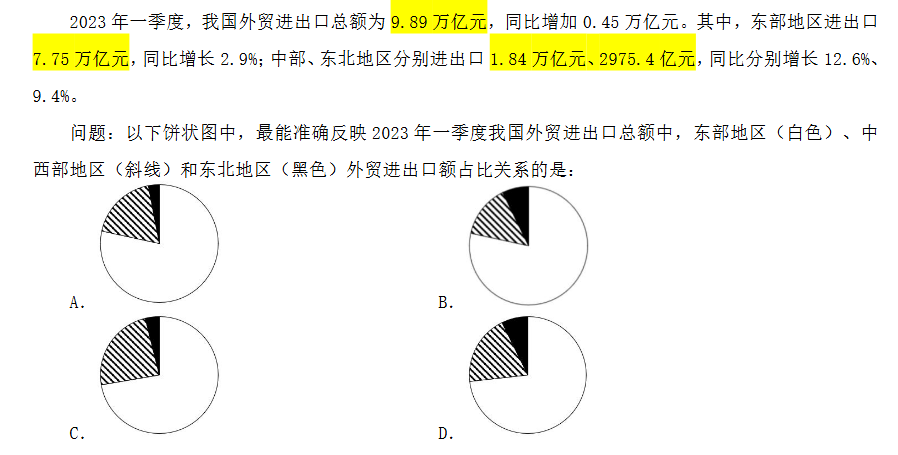 2023年一季度，我国外贸进出口总额为9.89万亿元，同比增加0.45万亿元。其中，东部地区进出口
7.75万亿元，同比增长2.9%；中部、东北地区分别进出口1.84万亿元、2975.4亿元，同比分别增长12.6%、
9.4%。
问题：以下饼状图中，最能准确反映2023年一季度我国外贸进出口总额中，东部地区（白色）、中
西部地区（斜线）和东北地区（黑色）外贸进出口额占比关系的是：
A.
B.
C.
D.